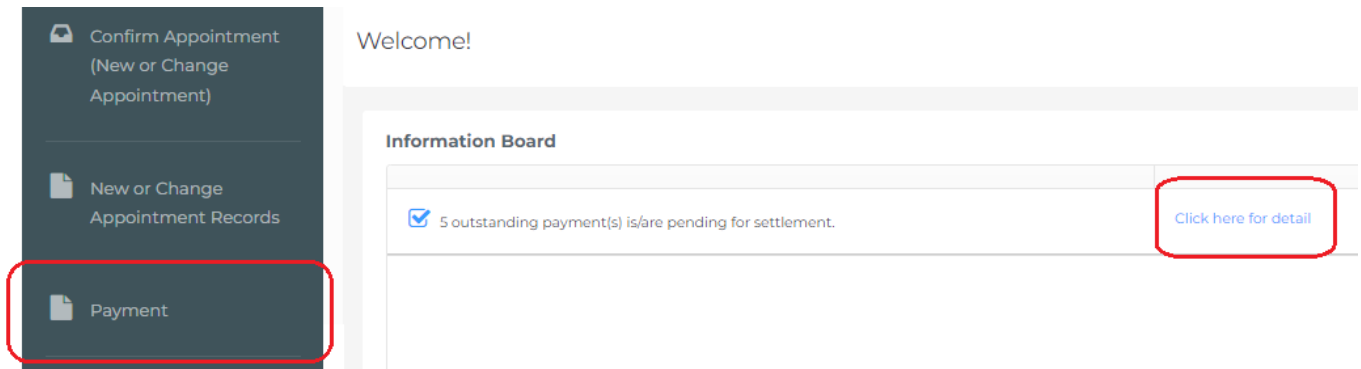 Confirm Appointment
(New or Change
Appointment)
New or Change
Appointment Records
Payment
Welcome!
Information Board
5 outstanding payment(s) is/are pending for settlement.
Click here for detail